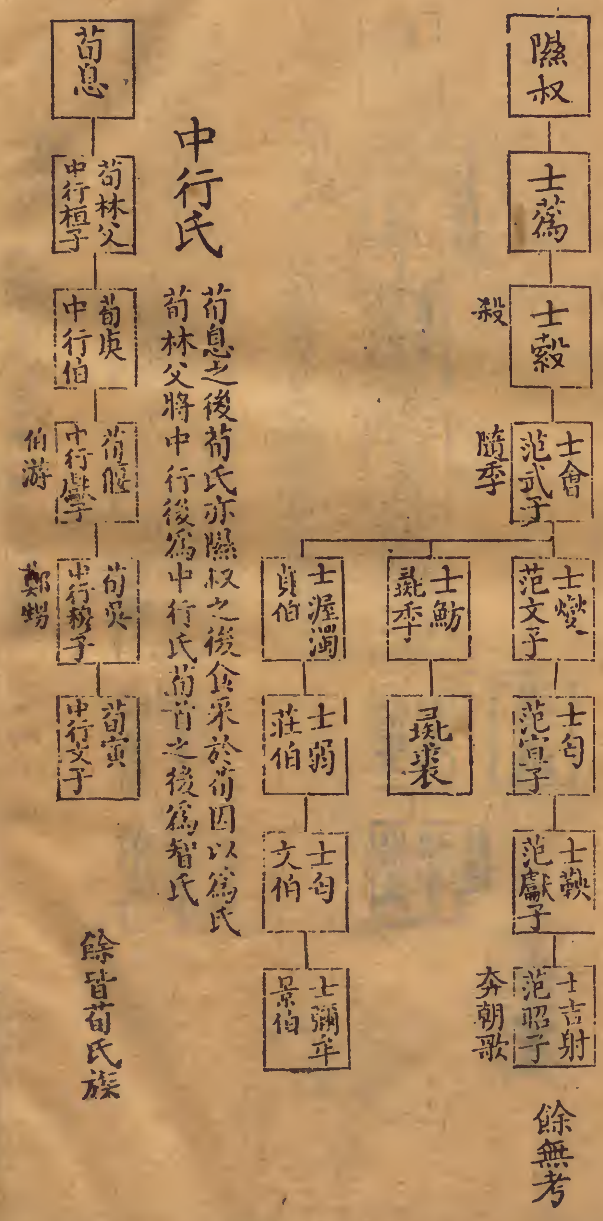 隰叔
士蒍
士縠
殺
士會
范武子
隨季
士燮
范文子
士匄
范宣子
士鞅
范獻子
士吉射
范昭子
奔朝歌
餘無考
士魴
彘季
彘裘
士渥濁
貞伯
士弱
莊伯
士匄
文伯
士彌牟
景伯
中行氏
荀息之後荀氏亦隰叔之後食采於荀因以為氏
荀林父將中行後為中行氏荀首之後為智氏
荀息
荀林父
中行桓子
荀庚
中行伯
荀偃
中行獻子
伯游
荀吳
中行穆子
鄭甥
荀寅
中行文子
餘皆荀氏族